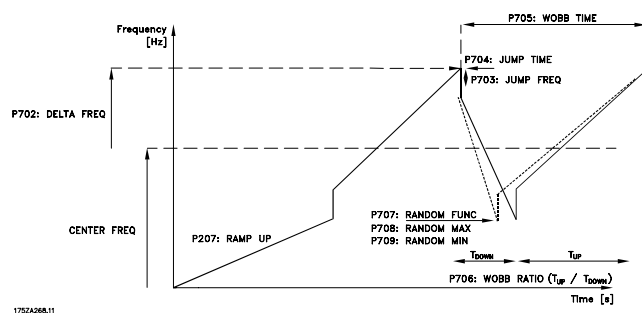 P705: WOBB TIME
Frequency
[Hz]
P704: JUMP TIME
P703: JUMP FREQ
P702: DELTA FREQ
P707: RANDOM FUNC
P708: RANDOM MAX
P709: RANDOM MIN
CENTER FREQ
P207: RAMP UP
TDOWN
TUP
P706: WOBB RATIO (TUP / TDOWN)
Time [s]
175ZA268.11